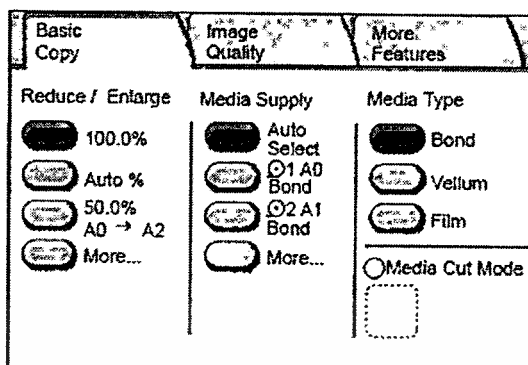 Basic
Copy
Image
Quality
More
Features
Reduce / Enlarge
100.0%
Auto %
50.0%
A0 → A2
More...
Media Supply
Auto
Select
1 A0
Bond
2 A1
Bond
More...
Media Type
Bond
Vellum
Film
Media Cut Mode